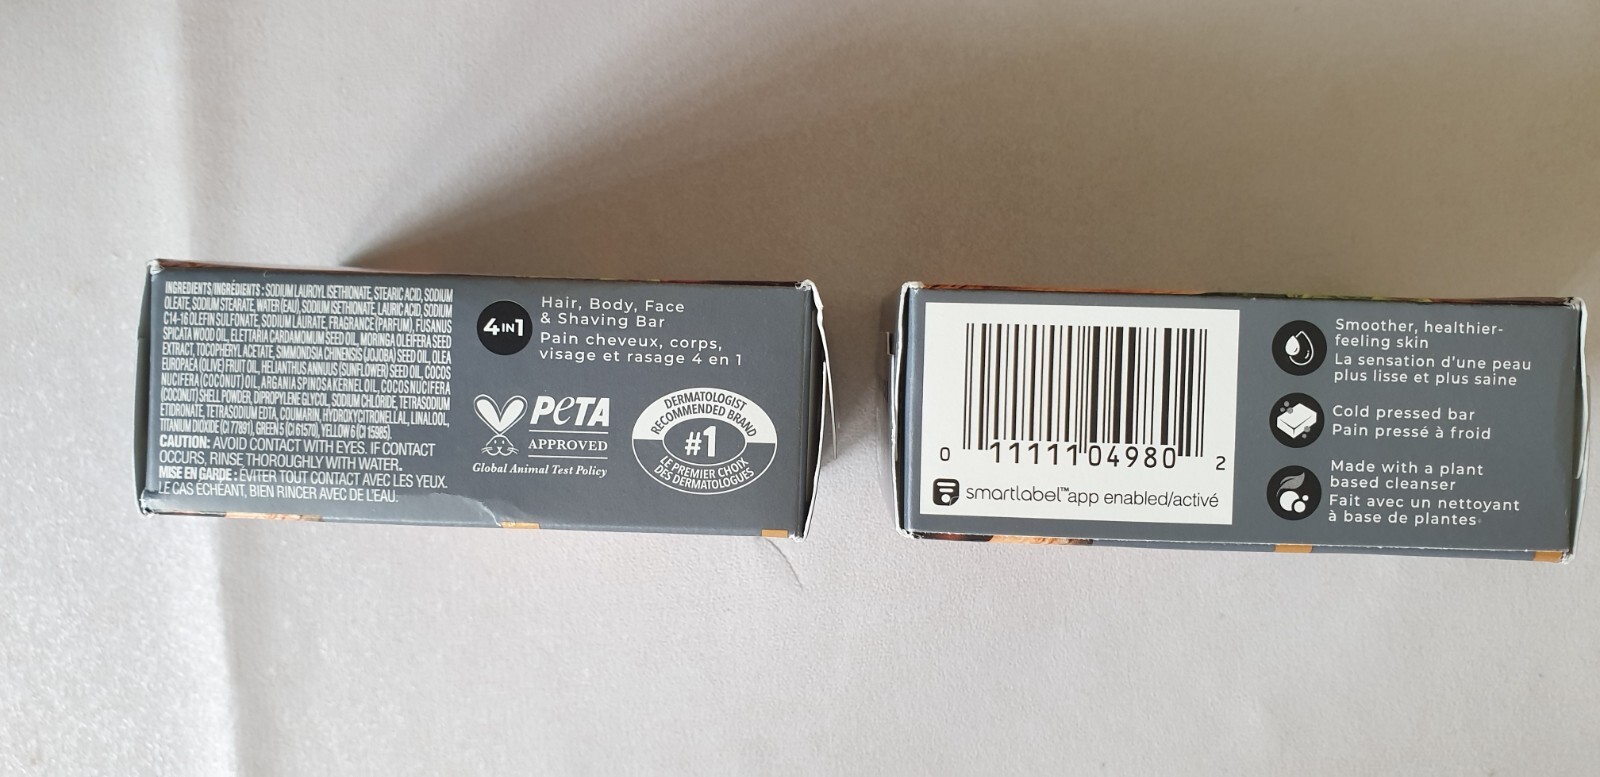 INGREDIENTS/INGRÉDIENTS : SODIUM LAUROYL ISETHIONATE, STEARIC ACID, SODIUM
OLEATE, SODIUM STEARATE, WATER (EAU), SODIUM ISETHIONATE, LAURIC ACID, SODIUM
C14-16 OLEFIN SULFONATE, SODIUM LAURATE, FRAGRANCE (PARFUM), FUSANUS
SPICATA WOOD OIL, ELETTARIA CARDAMOMUM SEED OIL, MORINGA OLEIFERA SEED
EXTRACT, TOCOPHERYL ACETATE, SIMMONDSIA CHINENSIS (JOJOBA) SEED OIL, OLEA
EUROPAEA (OLIVE) FRUIT OIL, HELIANTHUS ANNUUS (SUNFLOWER) SEED OIL, COCOS
NUCIFERA (COCONUT) OIL, ARGANIA SPINOSA KERNEL OIL, COCOS NUCIFERA
(COCONUT) SHELL POWDER, DIPROPYLENE GLYCOL, SODIUM CHLORIDE, TETRASODIUM
ETIDRONATE, TETRASODIUM EDTA, COUMARIN, HYDROXYCITRONELLAL, LINALOOL,
TITANIUM DIOXIDE (CI 77891), GREEN 5 (CI 61570), YELLOW 6 (CI 15985).
CAUTION: AVOID CONTACT WITH EYES. IF CONTACT
OCCURS, RINSE THOROUGHLY WITH WATER.
MISE EN GARDE : ÉVITER TOUT CONTACT AVEC LES YEUX.
LE CAS ÉCHÉANT, BIEN RINCER AVEC DE L'EAU.
4IN1
Hair, Body, Face
& Shaving Bar
Pain cheveux, corps,
visage et rasage 4 en 1
PETA
APPROVED
Global Animal Test Policy
DERMATOLOGIST
RECOMMENDED BRAND
#1
LE PREMIER CHOIX
DES DERMATOLOGUES
0 11111 04980 2
smartlabel™ app enabled/activé
Smoother, healthier-
feeling skin
La sensation d'une peau
plus lisse et plus saine
Cold pressed bar
Pain pressé à froid
Made with a plant
based cleanser
Fait avec un nettoyant
à base de plantes